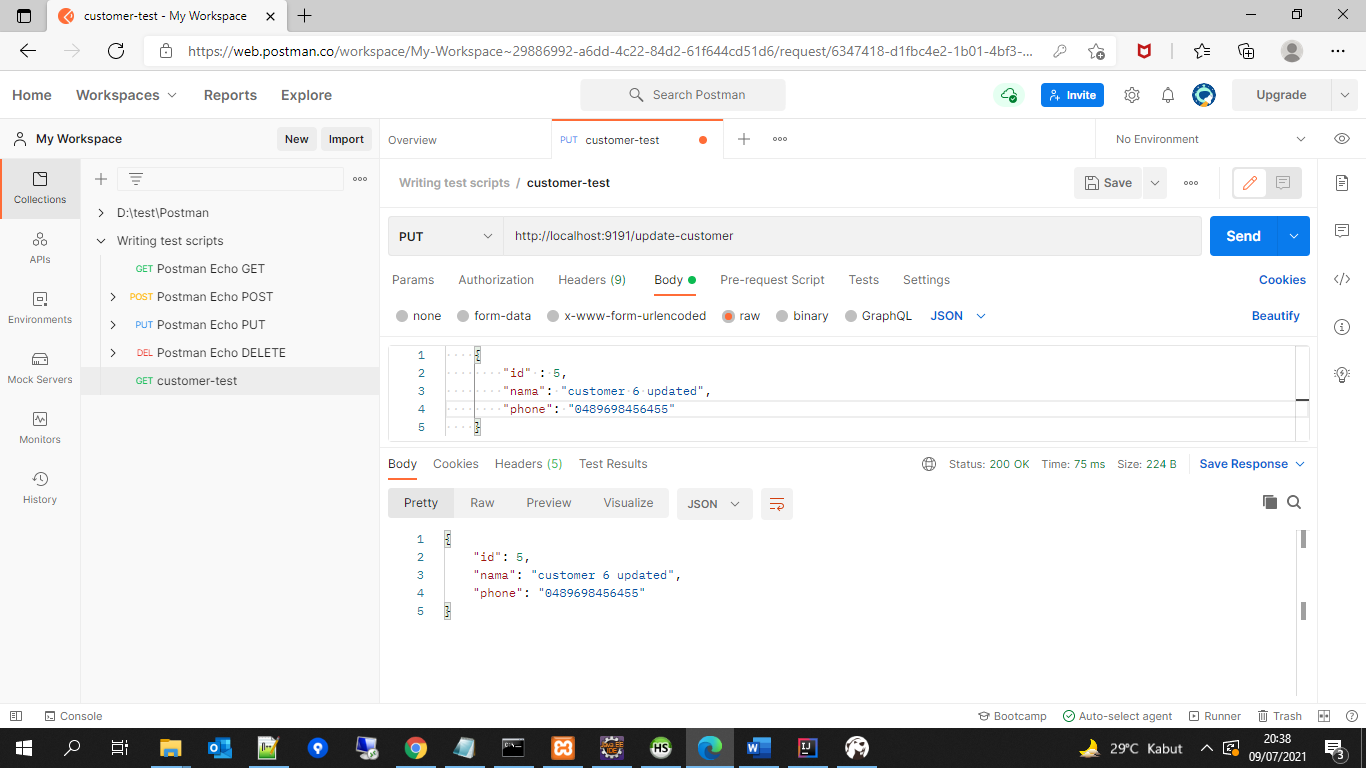 customer-test - My Workspace
https://web.postman.co/workspace/My-Workspace~29886992-a6dd-4c22-84d2-61f644cd51d6/request/6347418-d1fbc4e2-1b01-4bf3-...
Home Workspaces Reports Explore Search Postman Invite Upgrade
My Workspace New Import Overview PUT customer-test No Environment
Collections
APIs
Environments
Mock Servers
Monitors
History
D:\test\Postman
Writing test scripts
GET Postman Echo GET
POST Postman Echo POST
PUT Postman Echo PUT
DEL Postman Echo DELETE
GET customer-test
Writing test scripts / customer-test Save
PUT http://localhost:9191/update-customer Send
Params Authorization Headers (9) Body Pre-request Script Tests Settings Cookies
none form-data x-www-form-urlencoded raw binary GraphQL JSON Beautify
1 {
2 "id" : 5,
3 "nama": "customer 6 updated",
4 "phone": "0489698456455"
5 }
Body Cookies Headers (5) Test Results Status: 200 OK Time: 75 ms Size: 224 B Save Response
Pretty Raw Preview Visualize JSON
1 {
2 "id": 5,
3 "nama": "customer 6 updated",
4 "phone": "0489698456455"
5 }
Console Bootcamp Auto-select agent Runner Trash
HS 29°C Kabut 20:38
09/07/2021
3